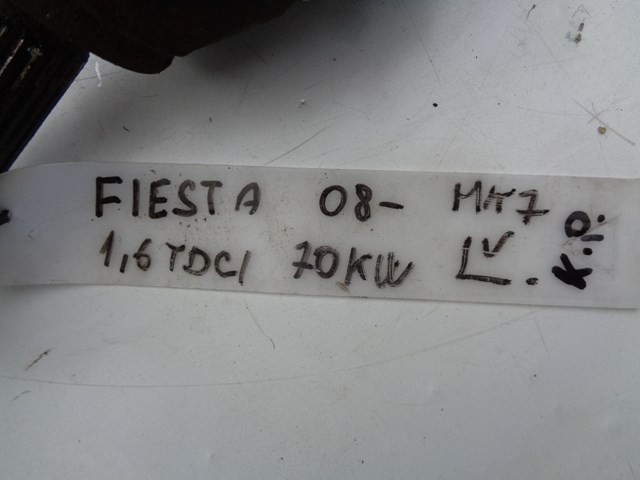 FIESTA 08- MK7
1,6 TDCI 70KW LV.
K.P.